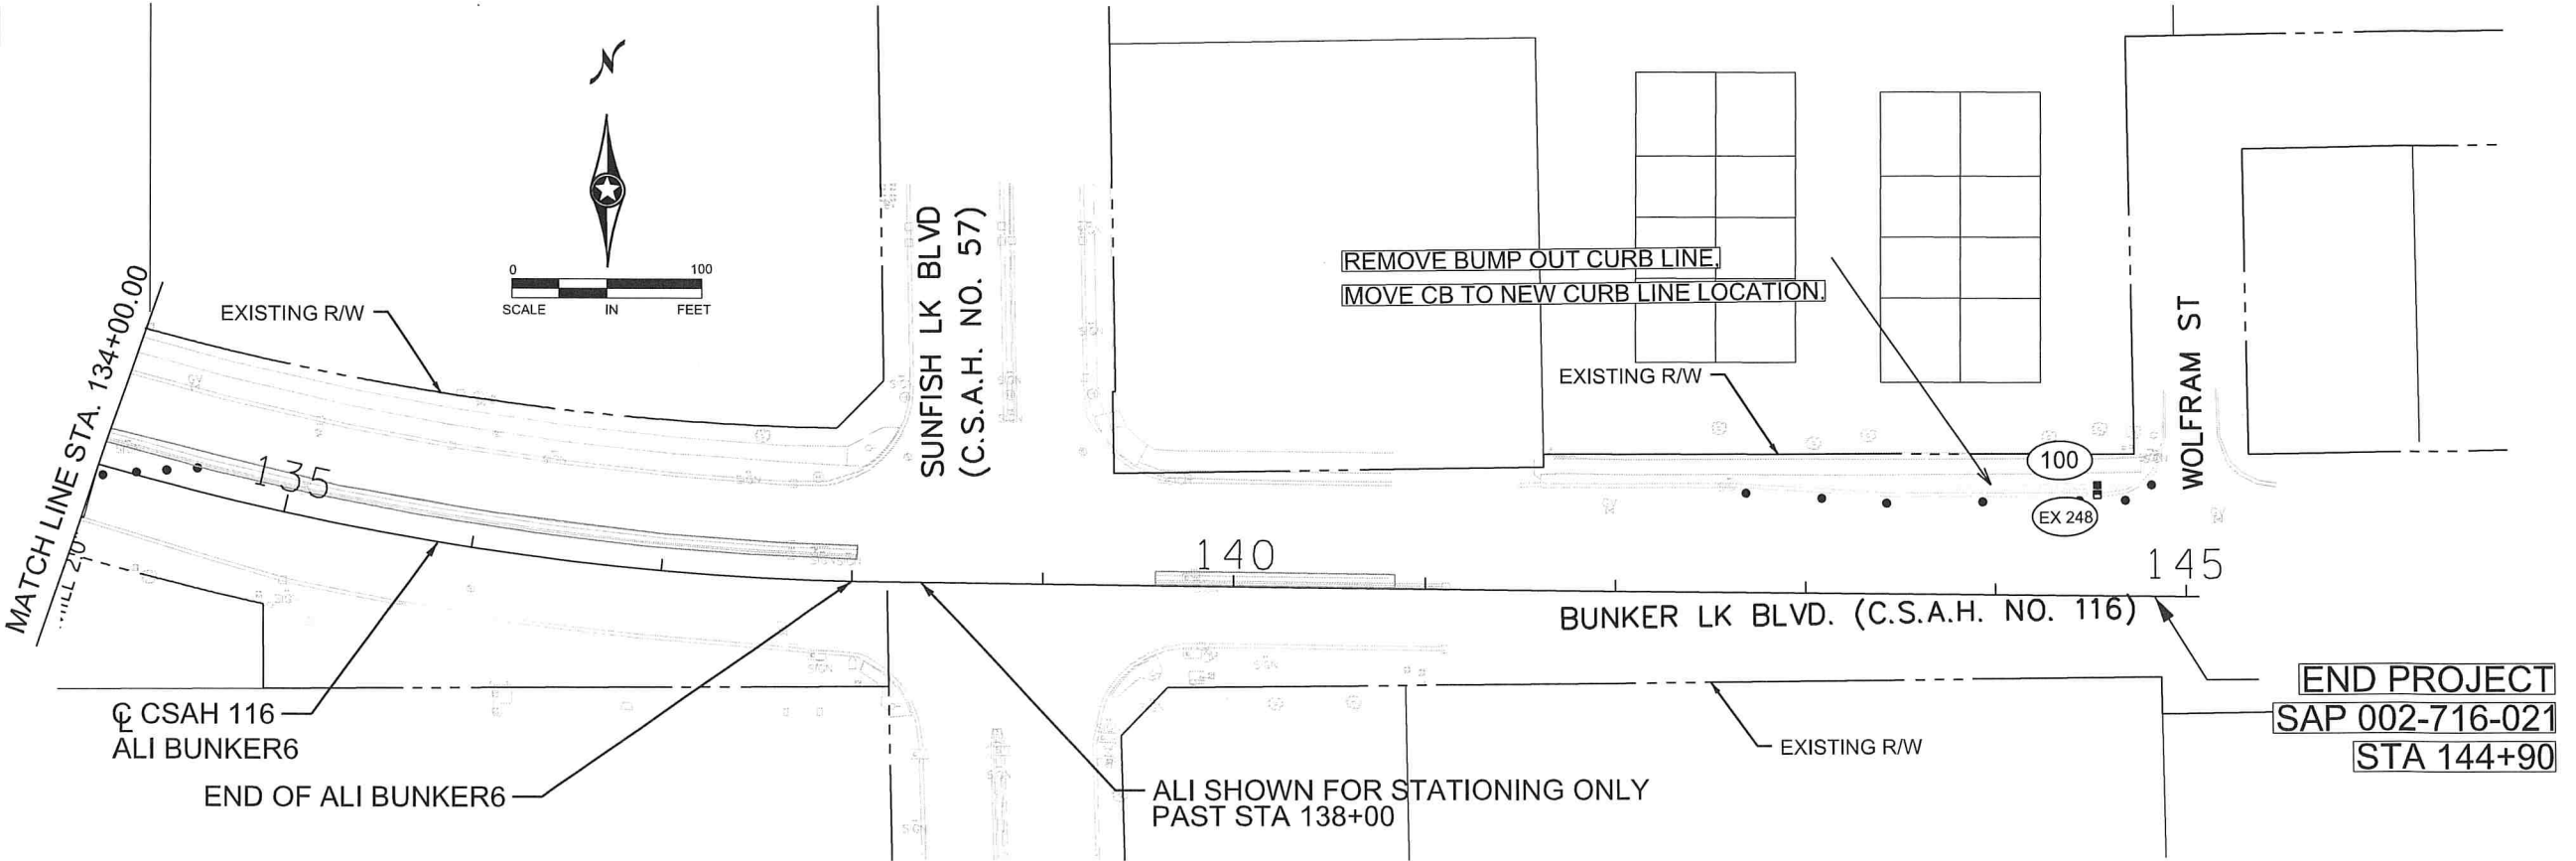 N
0 100
SCALE IN FEET
MATCH LINE STA. 134+00.00
EXISTING R/W
SUNFISH LK BLVD
(C.S.A.H. NO. 57)
REMOVE BUMP OUT CURB LINE,
MOVE CB TO NEW CURB LINE LOCATION.
EXISTING R/W
WOLFRAM ST
100
EX 248
135
140
145
BUNKER LK BLVD. (C.S.A.H. NO. 116)
℄ CSAH 116
ALI BUNKER6
END OF ALI BUNKER6
ALI SHOWN FOR STATIONING ONLY
PAST STA 138+00
EXISTING R/W
END PROJECT
SAP 002-716-021
STA 144+90